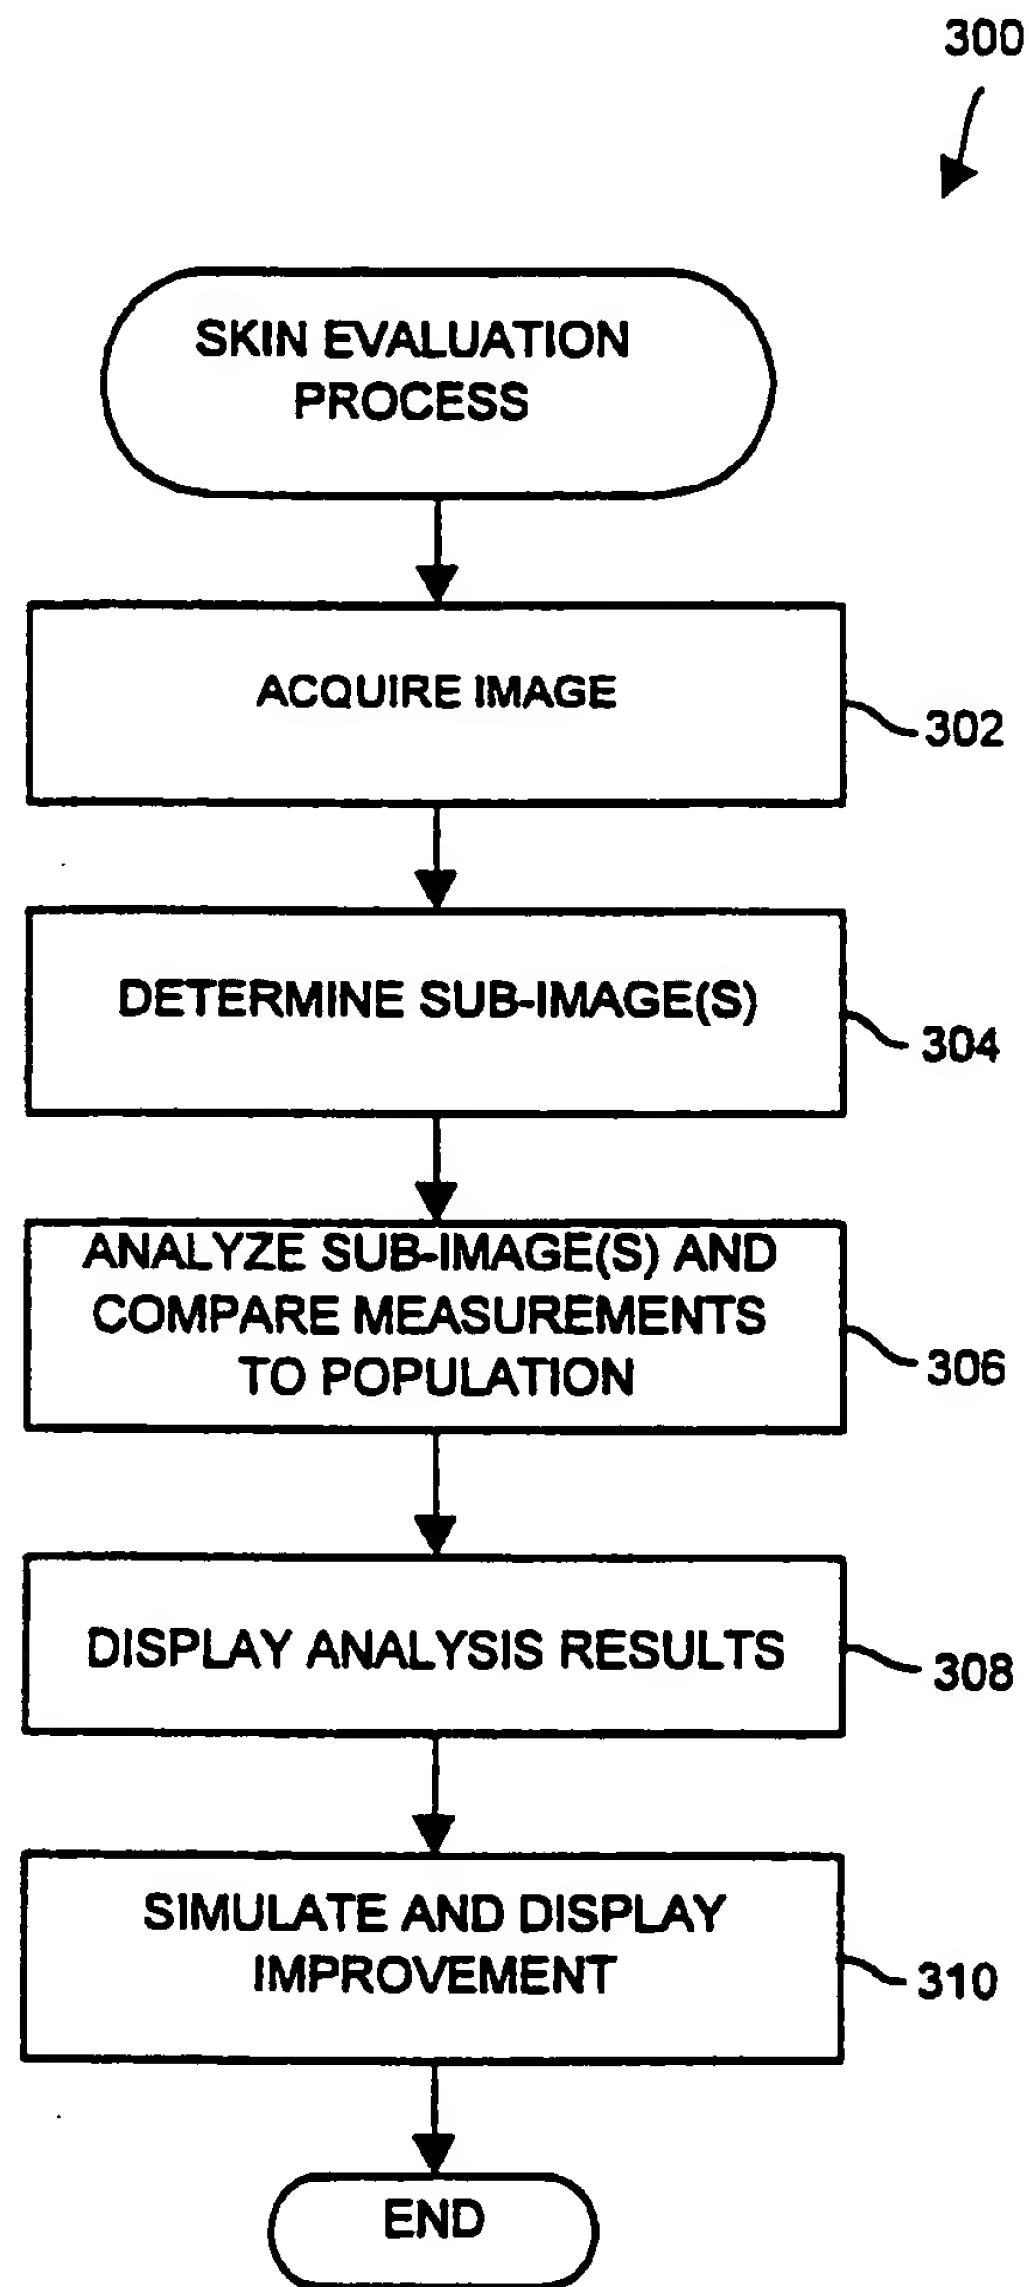 300
SKIN EVALUATION
PROCESS
ACQUIRE IMAGE
302
DETERMINE SUB-IMAGE(S)
304
ANALYZE SUB-IMAGE(S) AND
COMPARE MEASUREMENTS
TO POPULATION
306
DISPLAY ANALYSIS RESULTS
308
SIMULATE AND DISPLAY
IMPROVEMENT
310
END